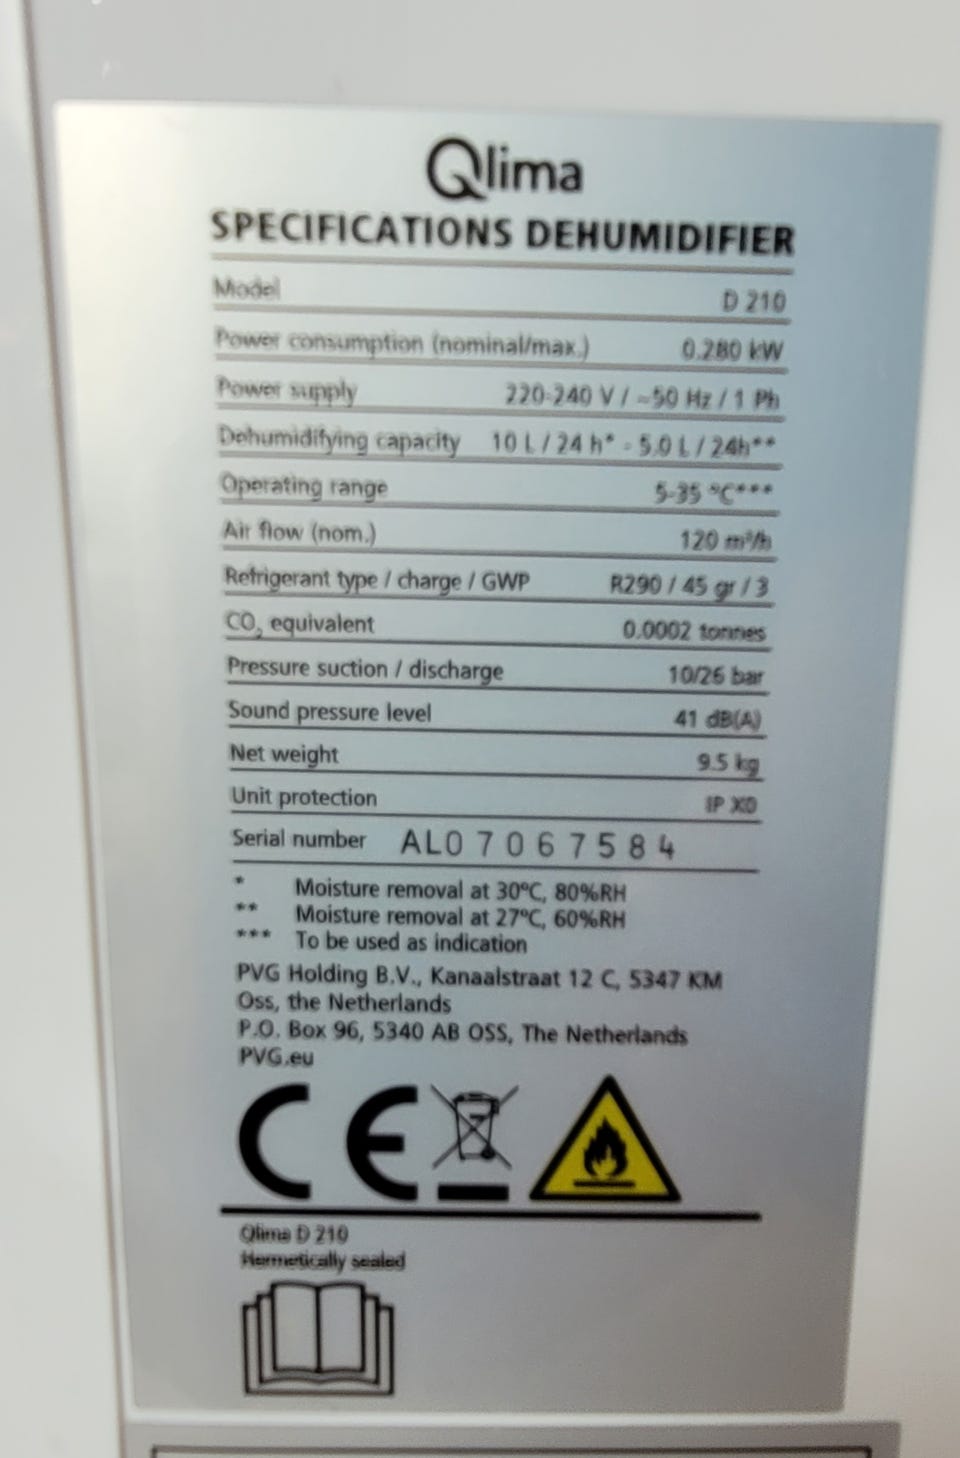 Qlima
SPECIFICATIONS DEHUMIDIFIER
Model D 210
Power consumption (nominal/max.) 0.280 kW
Power supply 220-240 V / ~50 Hz / 1 Ph
Dehumidifying capacity 10 L / 24 h* - 5.0 L / 24h**
Operating range 5-35 °C***
Air flow (nom.) 120 m³/h
Refrigerant type / charge / GWP R290 / 45 gr / 3
CO₂ equivalent 0.0002 tonnes
Pressure suction / discharge 10/26 bar
Sound pressure level 41 dB(A)
Net weight 9.5 kg
Unit protection IP X0
Serial number AL07067584
* Moisture removal at 30°C, 80%RH
** Moisture removal at 27°C, 60%RH
*** To be used as indication
PVG Holding B.V., Kanaalstraat 12 C, 5347 KM
Oss, the Netherlands
P.O. Box 96, 5340 AB OSS, The Netherlands
PVG.eu
CE
Qlima D 210
Hermetically sealed